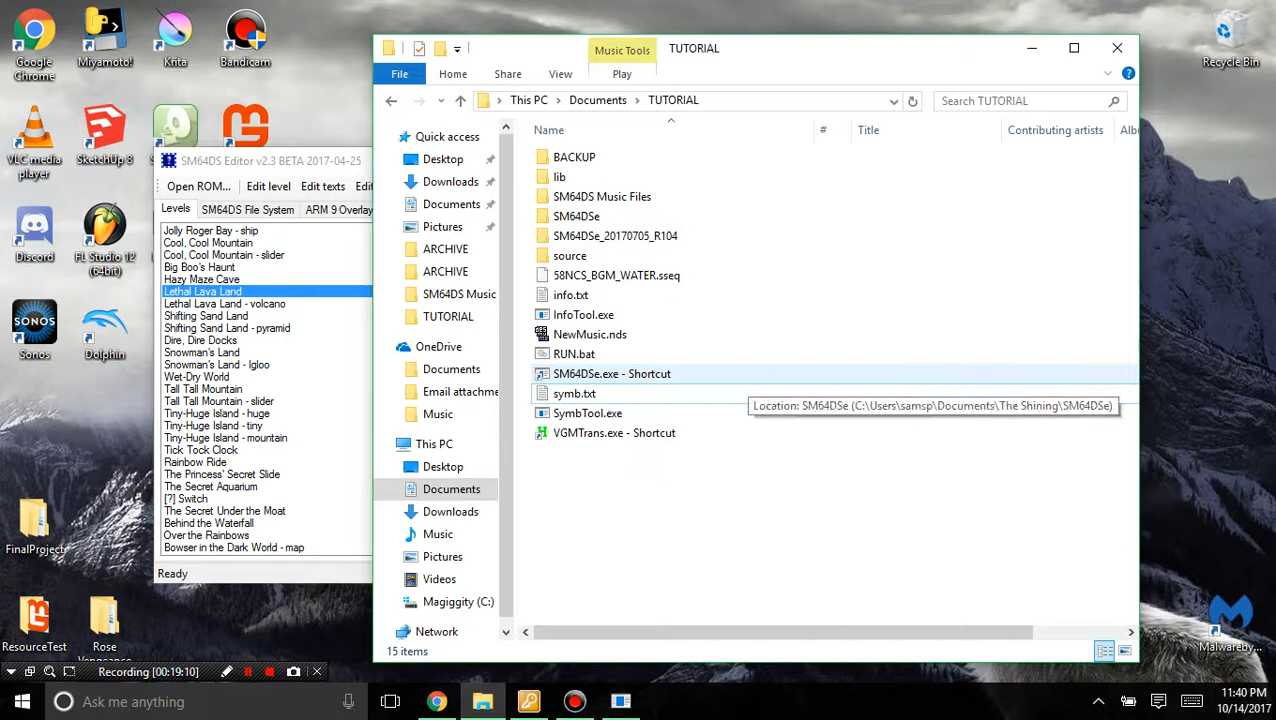 Google
Chrome
Miyamoto!
Krita
Bandicam
Recycle Bin
VLC media
player
SketchUp 8
Discord
FL Studio 12
(64bit)
Sonos
Dolphin
FinalProject
ResourceTest
Rose
Vengeance
Malwareby...
SM64DS Editor v2.3 BETA 2017-04-25
Open ROM...
Edit level
Edit texts
Edit
Levels
SM64DS File System
ARM 9 Overlay
Jolly Roger Bay - ship
Cool, Cool Mountain
Cool, Cool Mountain - slider
Big Boo's Haunt
Hazy Maze Cave
Lethal Lava Land
Lethal Lava Land - volcano
Shifting Sand Land
Shifting Sand Land - pyramid
Dire, Dire Docks
Snowman's Land
Snowman's Land - Igloo
Wet-Dry World
Tall Tall Mountain
Tall Tall Mountain - slider
Tiny-Huge Island - huge
Tiny-Huge Island - tiny
Tiny-Huge Island - mountain
Tick Tock Clock
Rainbow Ride
The Princess' Secret Slide
The Secret Aquarium
[?] Switch
The Secret Under the Moat
Behind the Waterfall
Over the Rainbows
Bowser in the Dark World - map
Ready
Music Tools
TUTORIAL
File
Home
Share
View
Play
This PC
Documents
TUTORIAL
Search TUTORIAL
Quick access
Desktop
Downloads
Documents
Pictures
ARCHIVE
ARCHIVE
SM64DS Music
TUTORIAL
OneDrive
Documents
Email attachme
Music
This PC
Desktop
Documents
Downloads
Music
Pictures
Videos
Magiggity (C:)
Network
Name
#
Title
Contributing artists
Albu
BACKUP
lib
SM64DS Music Files
SM64DSe
SM64DSe_20170705_R104
source
58NCS_BGM_WATER.sseq
info.txt
InfoTool.exe
NewMusic.nds
RUN.bat
SM64DSe.exe - Shortcut
symb.txt
SymbTool.exe
VGMTrans.exe - Shortcut
Location: SM64DSe (C:\Users\samsp\Documents\The Shining\SM64DSe)
15 items
Recording [00:19:10]
Ask me anything
11:40 PM
10/14/2017